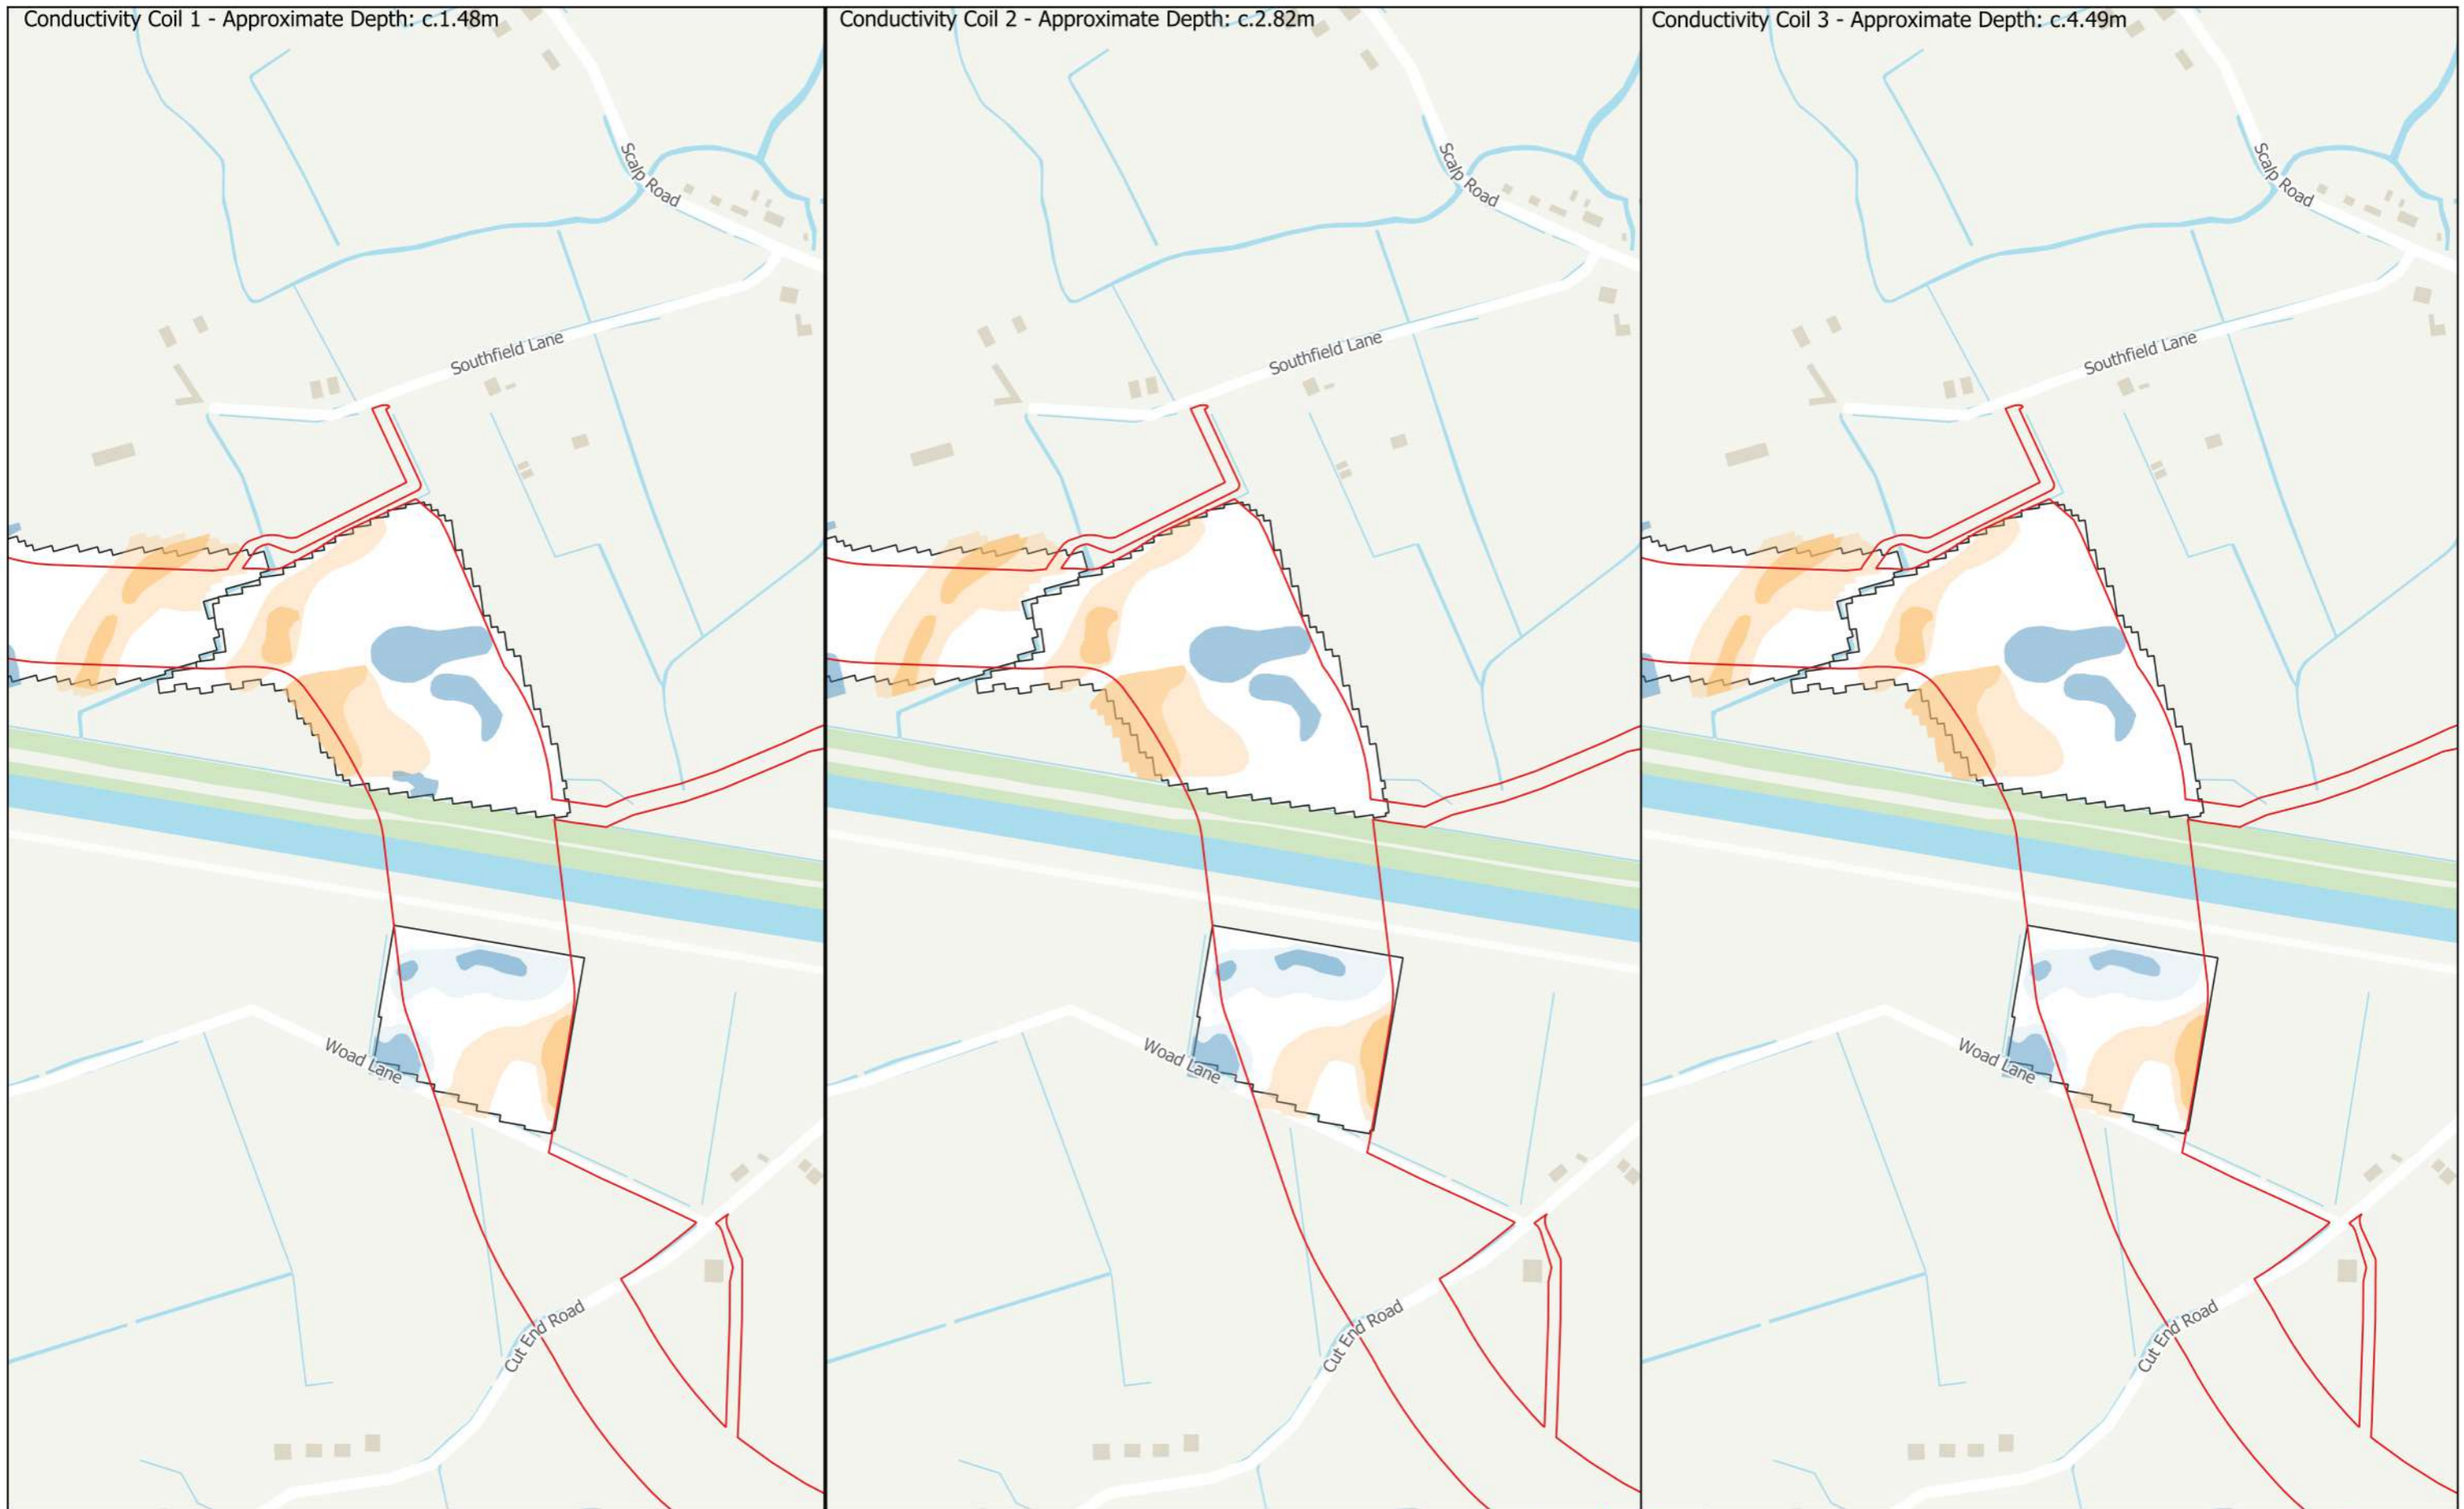 Conductivity Coil 1 - Approximate Depth: c.1.48m
Scalp Road
Southfield Lane
Woad Lane
Cut End Road
Conductivity Coil 2 - Approximate Depth: c.2.82m
Scalp Road
Southfield Lane
Woad Lane
Cut End Road
Conductivity Coil 3 - Approximate Depth: c.4.49m
Scalp Road
Southfield Lane
Woad Lane
Cut End Road